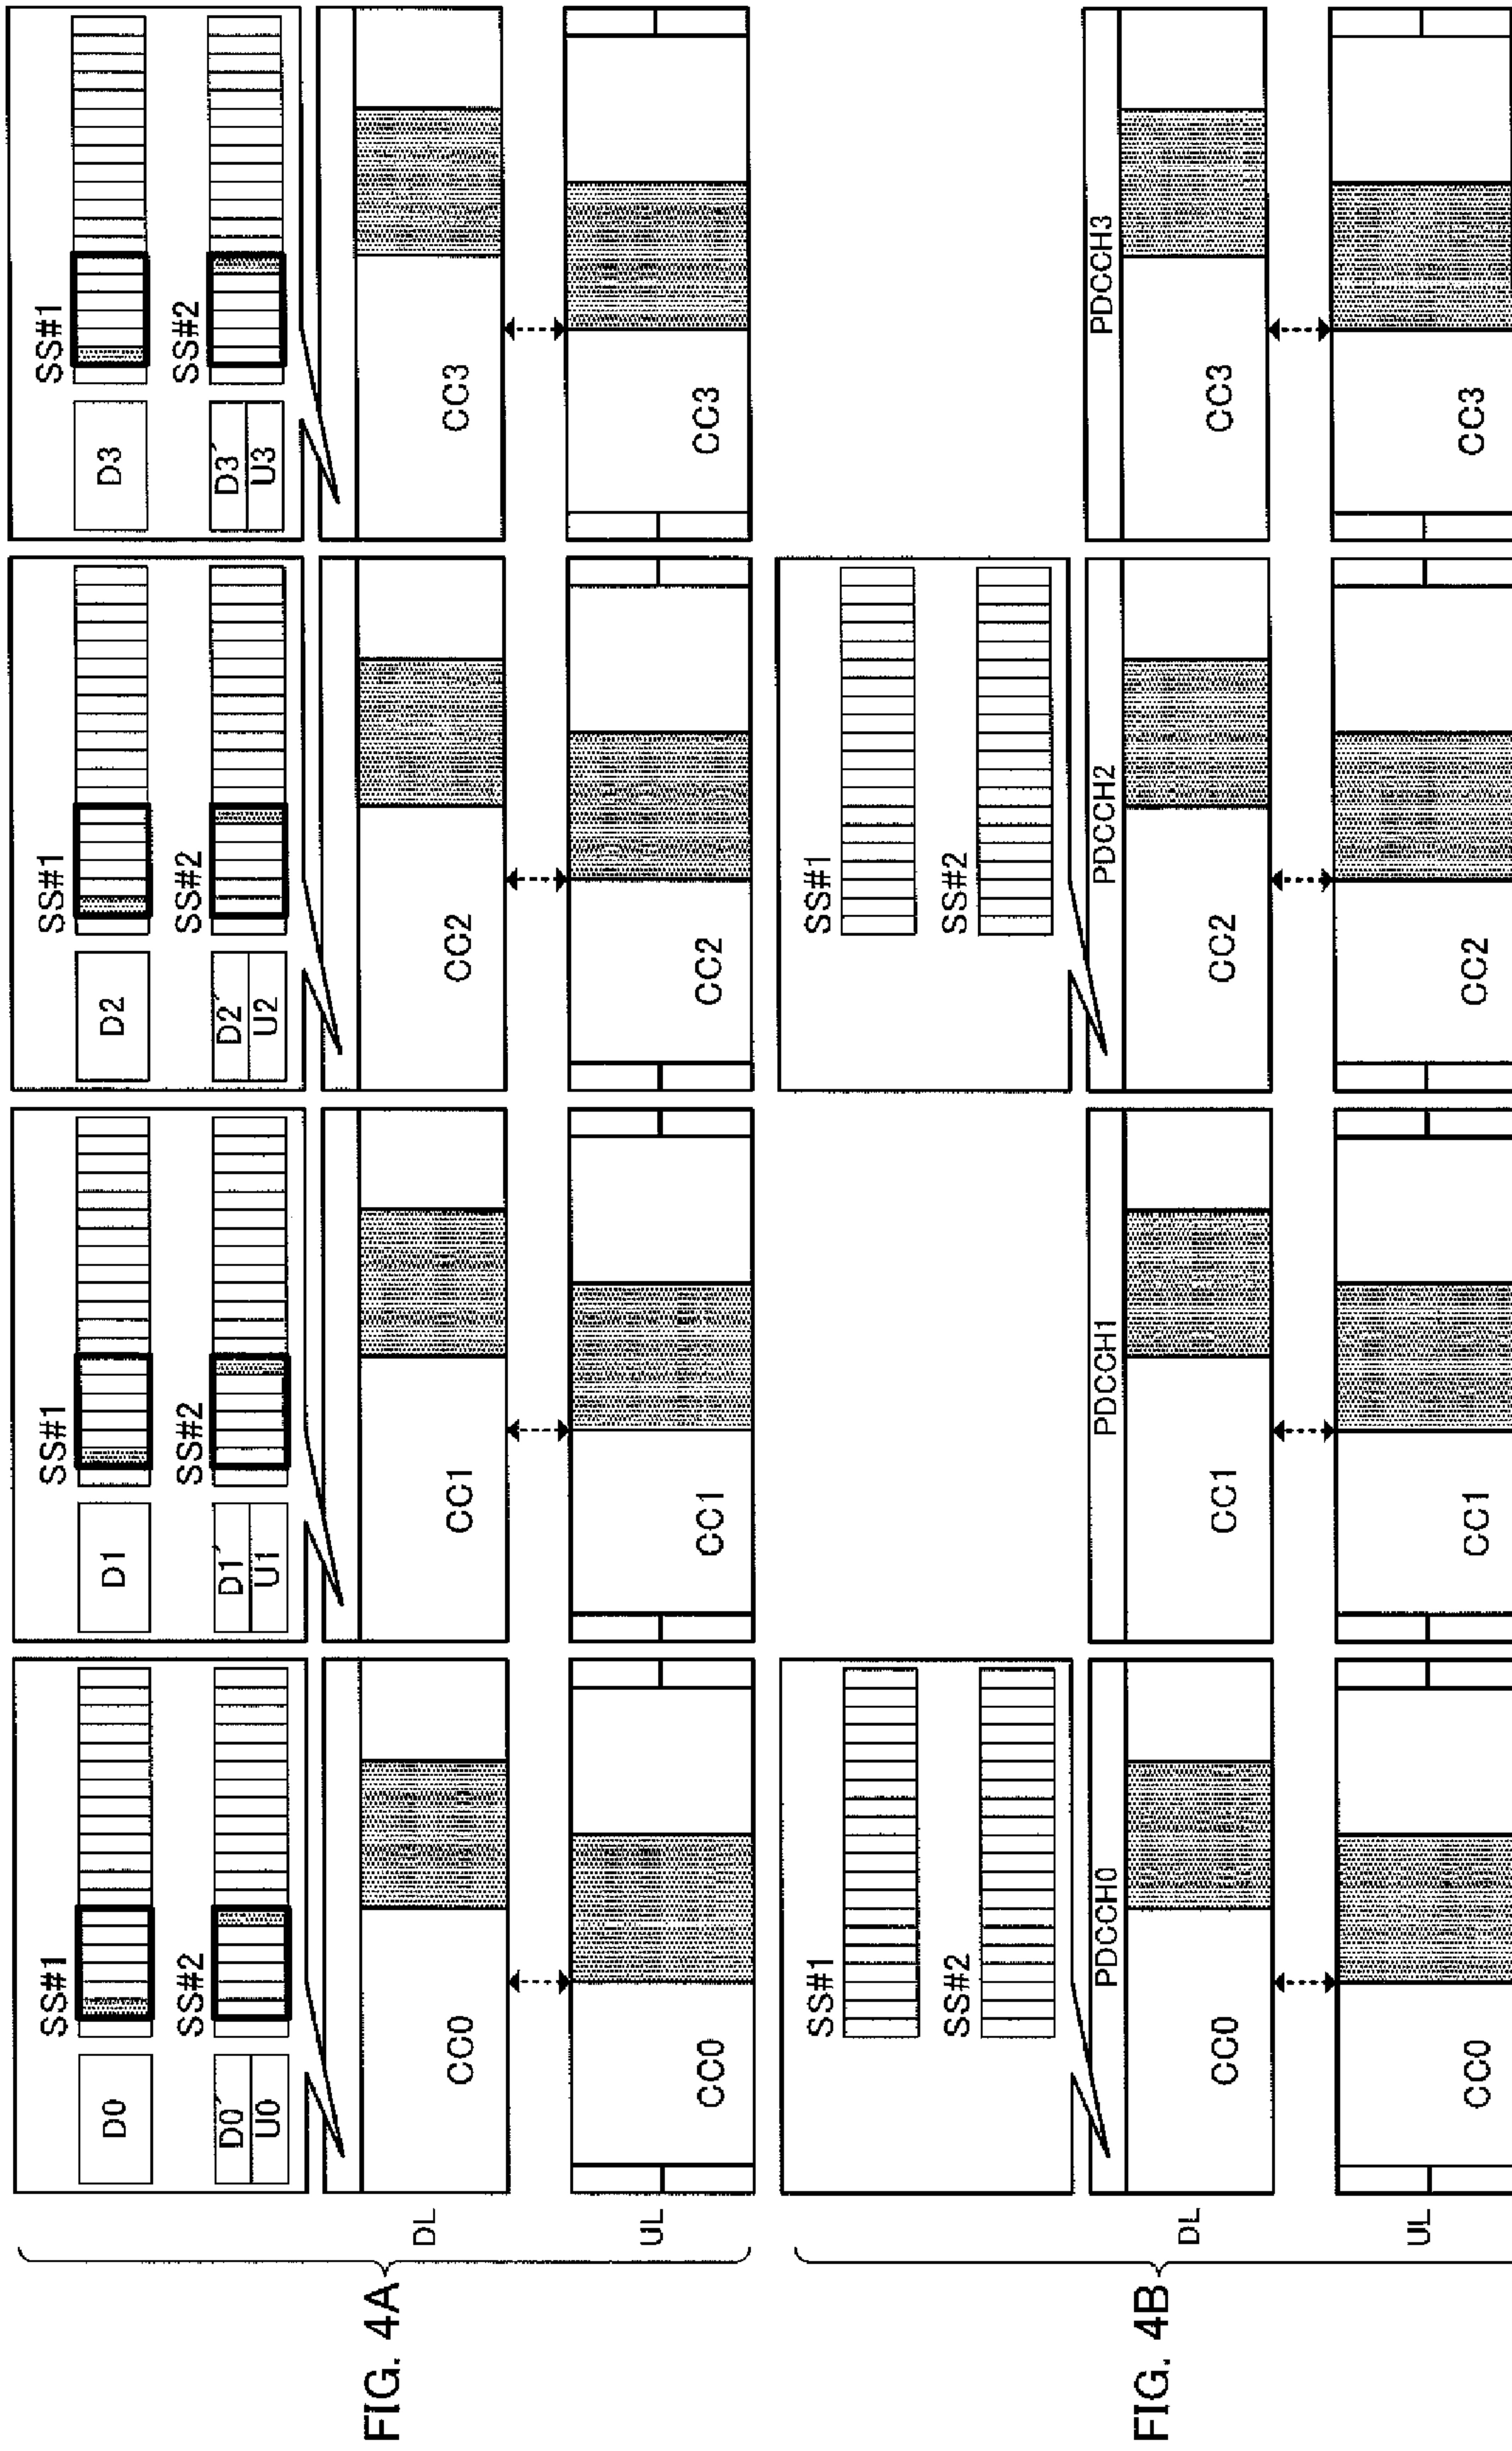 FIG. 4A
SS#1
D0
SS#2
D0´
U0
SS#1
D1
SS#2
D1´
U1
SS#1
D2
SS#2
D2´
U2
SS#1
D3
SS#2
D3´
U3
DL
CC0
CC1
CC2
CC3
UL
CC0
CC1
CC2
CC3
FIG. 4B
SS#1
SS#2
SS#1
SS#2
PDCCH0
PDCCH1
PDCCH2
PDCCH3
DL
CC0
CC1
CC2
CC3
UL
CC0
CC1
CC2
CC3